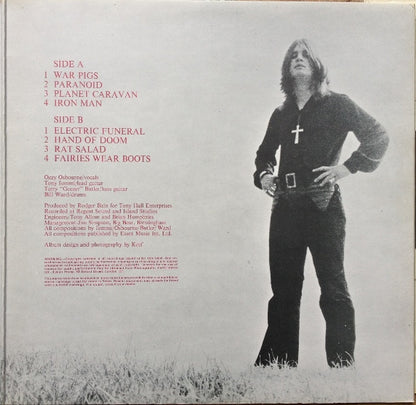 SIDE A
1 WAR PIGS
2 PARANOID
3 PLANET CARAVAN
4 IRON MAN
SIDE B
1 ELECTRIC FUNERAL
2 HAND OF DOOM
3 RAT SALAD
4 FAIRIES WEAR BOOTS
Ozzy Osbourne/vocals
Tony Iommi/lead guitar
Terry "Geezer" Butler/bass guitar
Bill Ward/drums
Produced by Rodger Bain for Tony Hall Enterprises
Recorded at Regent Sound and Island Studios
Engineers/Tony Allom and Brian Humphries
Management/Jim Simpson, Big Bear, Birmingham
All compositions by Iommi/Osbourne/Butler/Ward
All compositions published by Essex Music Int. Ltd.
Album design and photography by Keef